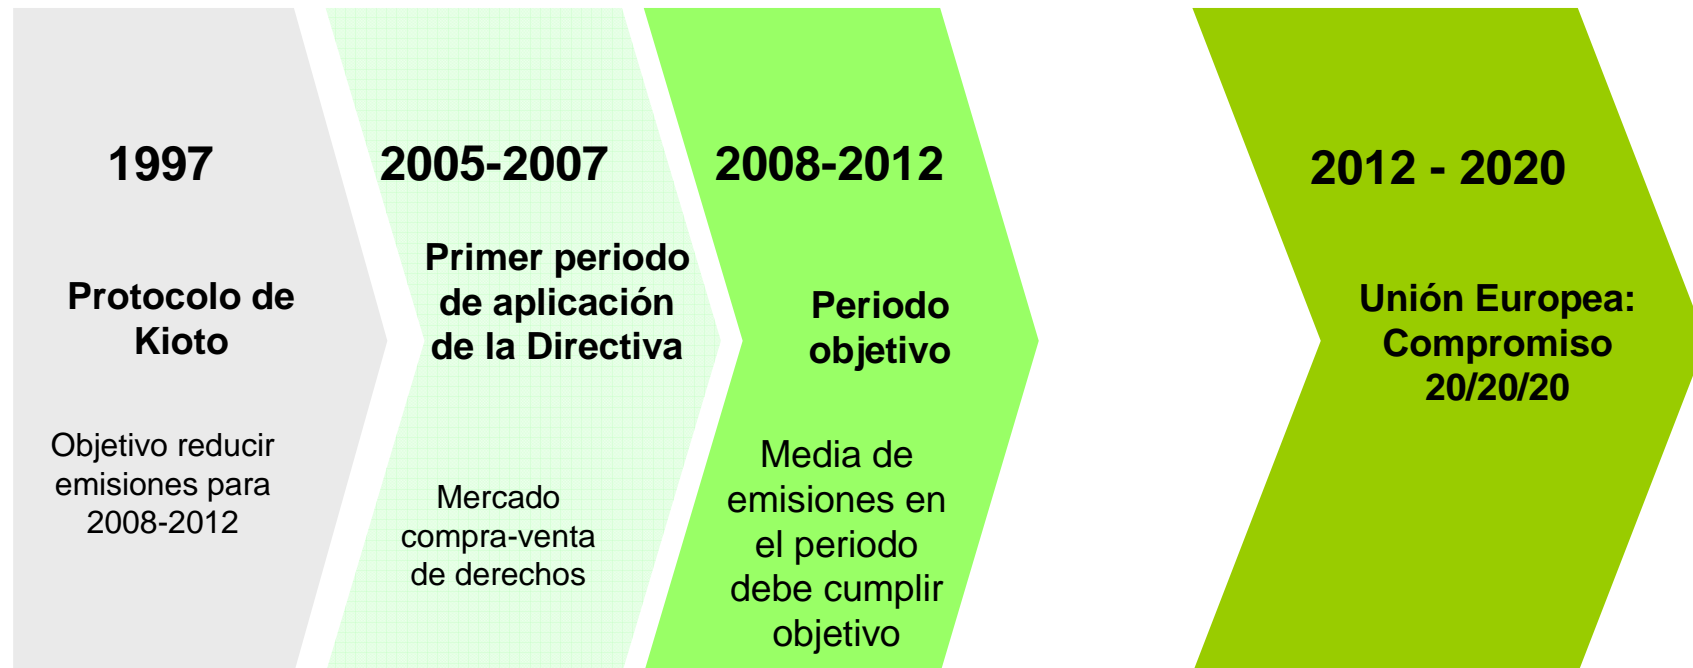 1997
Protocolo de
Kioto
Objetivo reducir
emisiones para
2008-2012
2005-2007
Primer periodo
de aplicación
de la Directiva
Mercado
compra-venta
de derechos
2008-2012
Periodo
objetivo
Media de
emisiones en
el periodo
debe cumplir
objetivo
2012 - 2020
Unión Europea:
Compromiso
20/20/20